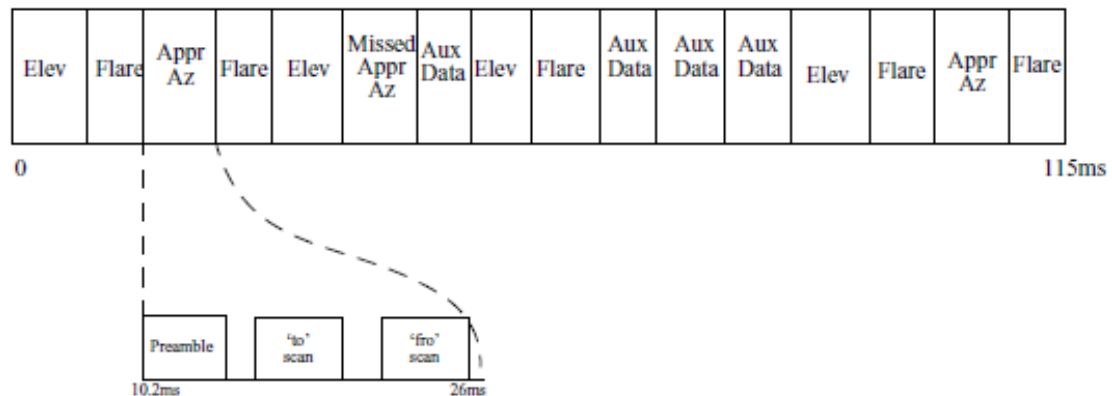 Elev
Flare
Appr
Az
Flare
Elev
Missed
Appr
Az
Aux
Data
Elev
Flare
Aux
Data
Aux
Data
Aux
Data
Elev
Flare
Appr
Az
Flare
0
115ms
Preamble
'to'
scan
'fro'
scan
10.2ms
26ms